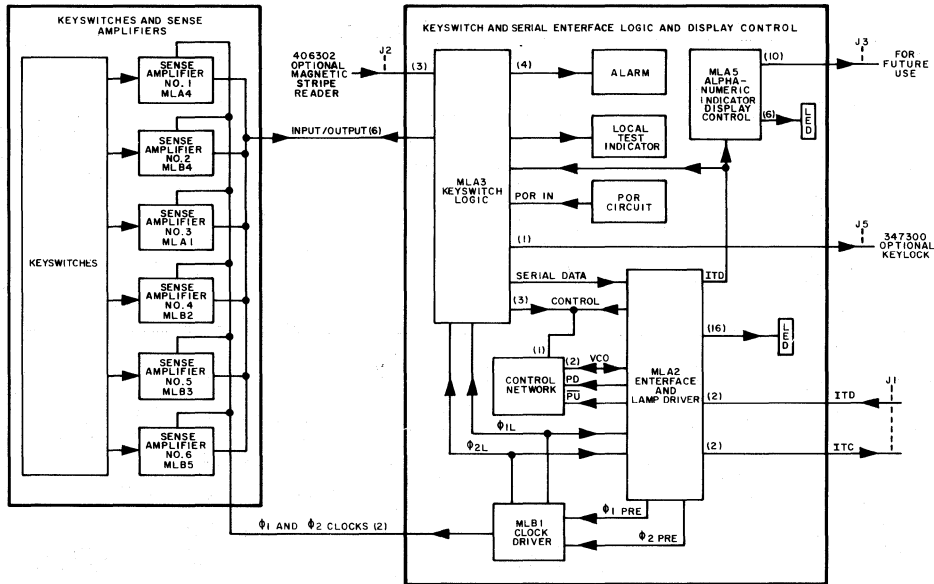 KEYSWITCHES AND SENSE
AMPLIFIERS
KEYSWITCHES
SENSE
AMPLIFIER
NO. 1
MLA4
SENSE
AMPLIFIER
NO. 2
MLB4
SENSE
AMPLIFIER
NO. 3
MLA1
SENSE
AMPLIFIER
NO. 4
MLB2
SENSE
AMPLIFIER
NO. 5
MLB3
SENSE
AMPLIFIER
NO. 6
MLB5
406302
OPTIONAL
MAGNETIC
STRIPE
READER
J2
INPUT/OUTPUT (6)
ϕ1 AND ϕ2 CLOCKS (2)
KEYSWITCH AND SERIAL ENTERFACE LOGIC AND DISPLAY CONTROL
(3)
MLA3
KEYSWITCH
LOGIC
(4)
ALARM
LOCAL
TEST
INDICATOR
POR IN
POR
CIRCUIT
(1)
MLA5
ALPHA-
NUMERIC
INDICATOR
DISPLAY
CONTROL
(10)
(6)
LED
J3
FOR
FUTURE
USE
J5
347300
OPTIONAL
KEYLOCK
SERIAL DATA
ITD
(3)
CONTROL
(1)
CONTROL
NETWORK
(2)
VCO
PD
P̅U̅
MLA2
ENTERFACE
AND
LAMP DRIVER
(16)
LED
(2)
ITD
J1
(2)
ITC
ϕ1L
ϕ2L
MLB1
CLOCK
DRIVER
ϕ1 PRE
ϕ2 PRE